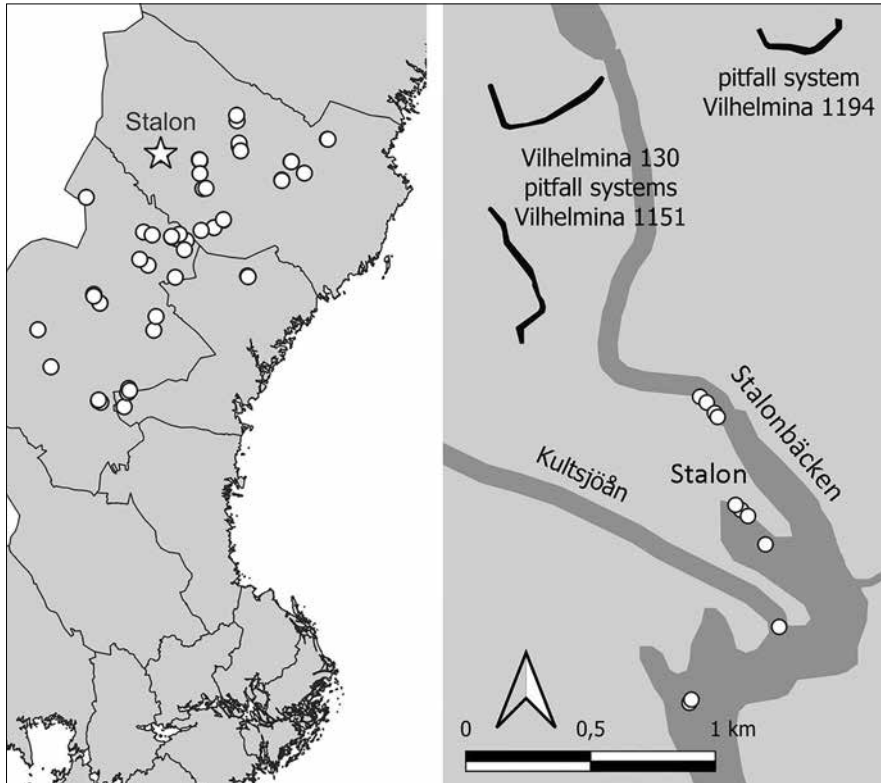 Stalon
pitfall system
Vilhelmina 1194
Vilhelmina 130
pitfall systems
Vilhelmina 1151
Stalonbäcken
Kultsjöån
Stalon
0
0,5
1 km